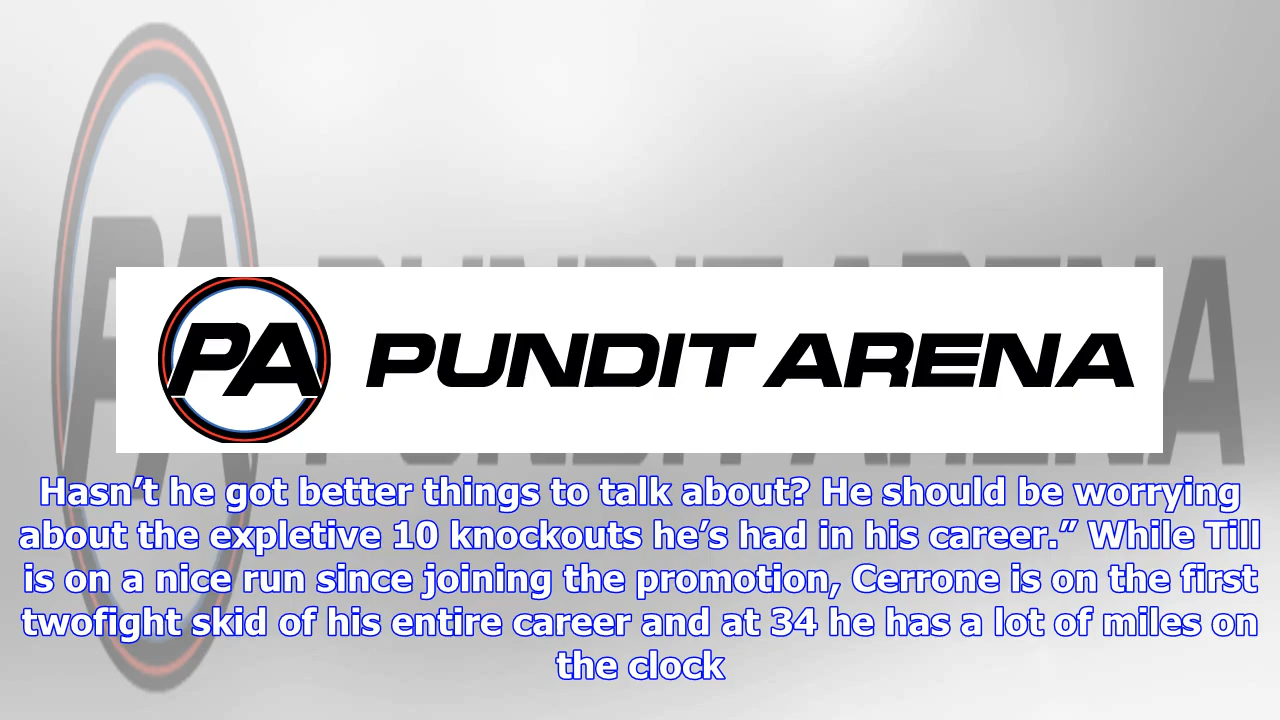 PA
PUNDIT ARENA
PA PUNDIT ARENA
Hasn’t he got better things to talk about? He should be worrying
about the expletive 10 knockouts he’s had in his career.” While Till
is on a nice run since joining the promotion, Cerrone is on the first
twofight skid of his entire career and at 34 he has a lot of miles on
the clock